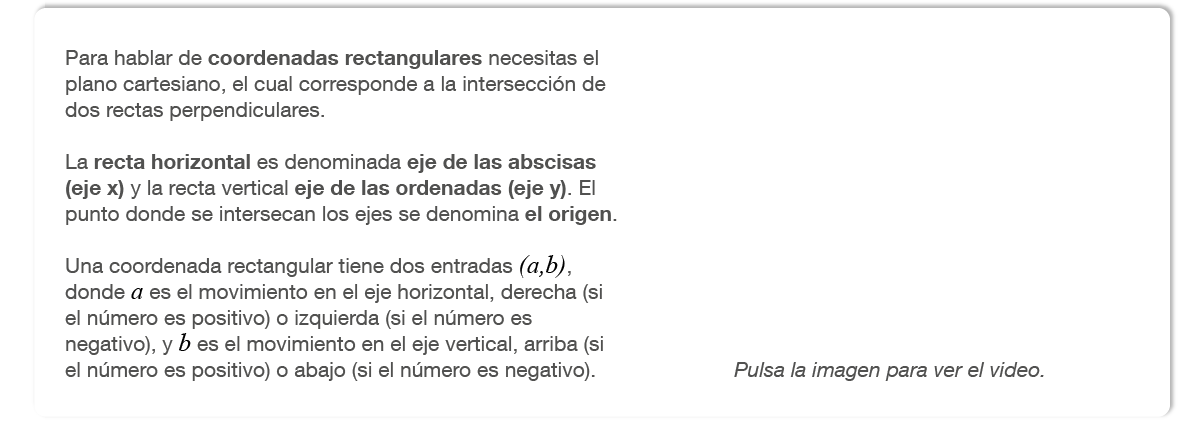 Para hablar de coordenadas rectangulares necesitas el
plano cartesiano, el cual corresponde a la intersección de
dos rectas perpendiculares.
La recta horizontal es denominada eje de las abscisas
(eje x) y la recta vertical eje de las ordenadas (eje y). El
punto donde se intersecan los ejes se denomina el origen.
Una coordenada rectangular tiene dos entradas (a,b),
donde a es el movimiento en el eje horizontal, derecha (si
el número es positivo) o izquierda (si el número es
negativo), y b es el movimiento en el eje vertical, arriba (si
el número es positivo) o abajo (si el número es negativo).
Pulsa la imagen para ver el video.